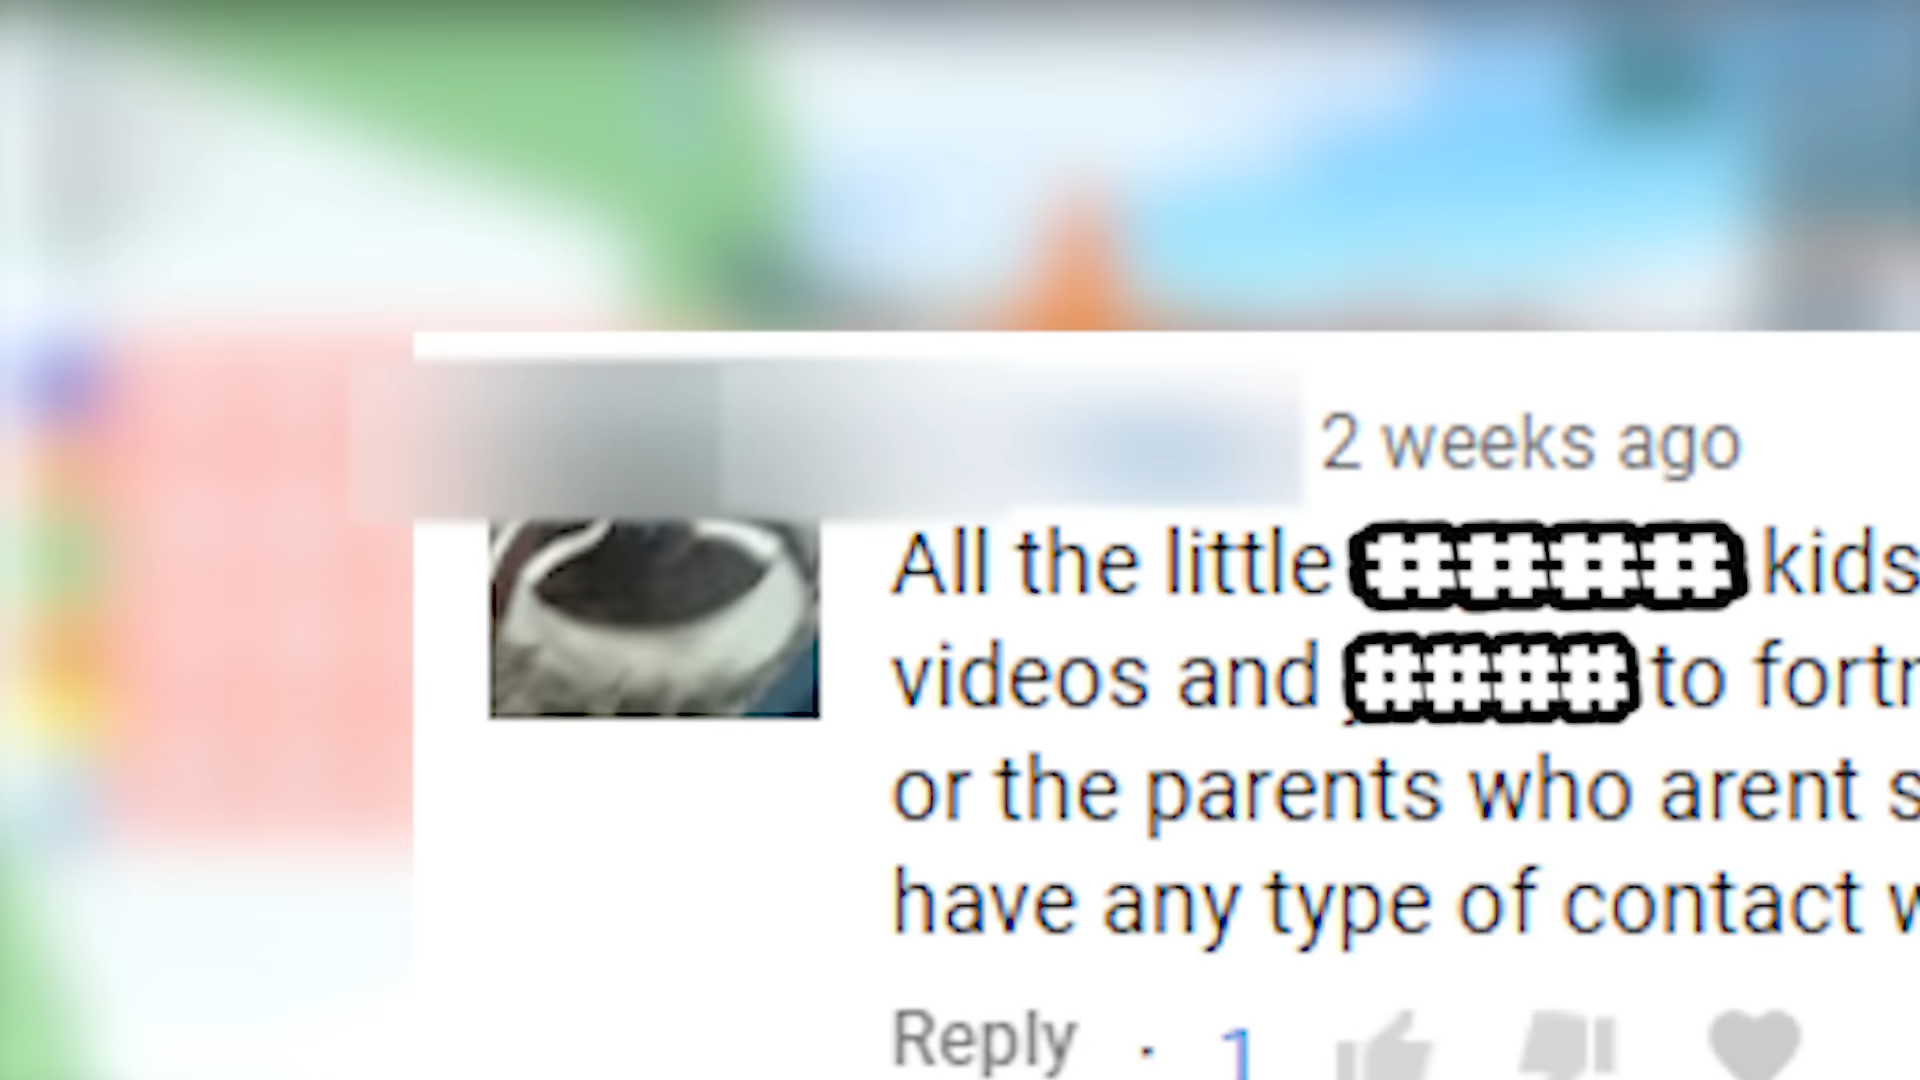 2 weeks ago
All the little #### kids
videos and #### to fortn
or the parents who arent s
have any type of contact w
Reply · 1